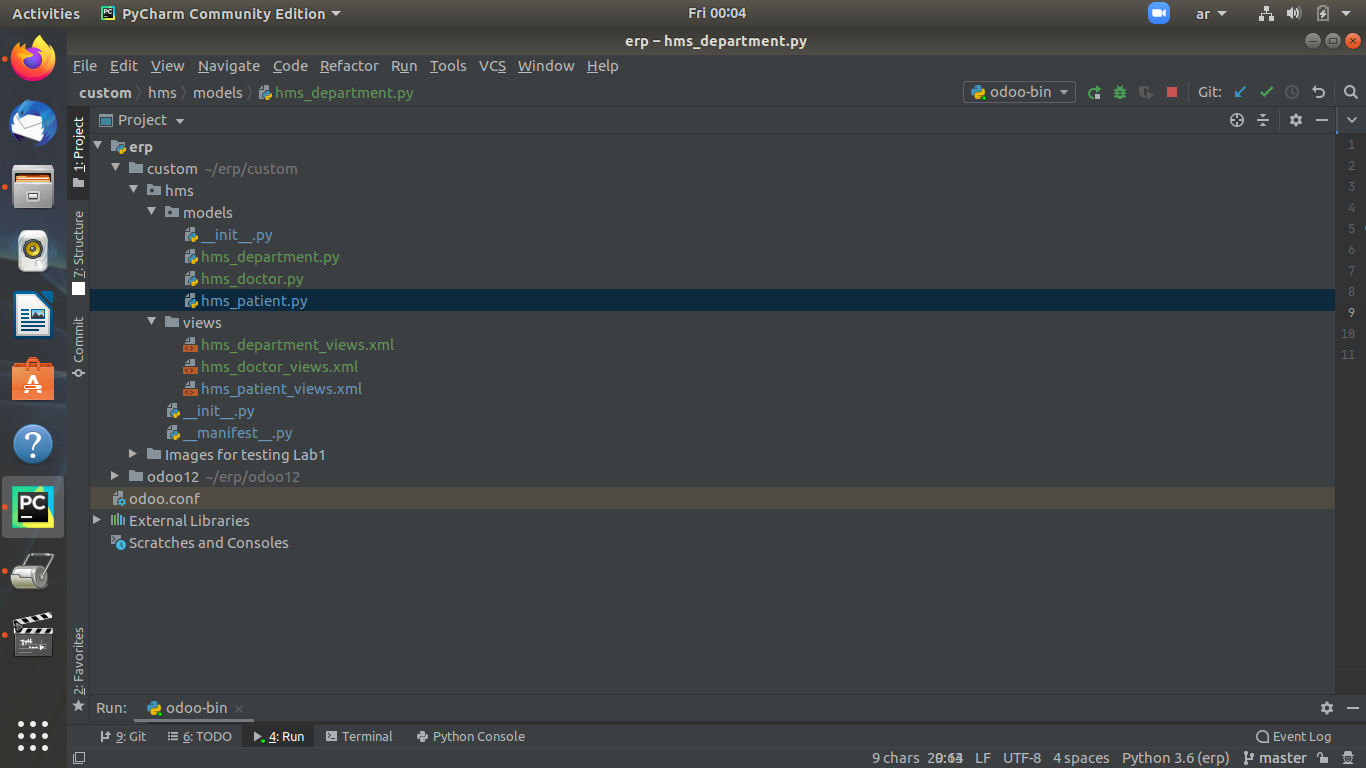 Activities PyCharm Community Edition Fri 00:04 ar
erp – hms_department.py
File Edit View Navigate Code Refactor Run Tools VCS Window Help
custom hms models hms_department.py odoo-bin Git:
1: Project
7: Structure
Commit
2: Favorites
Project
erp
custom ~/erp/custom
hms
models
__init__.py
hms_department.py
hms_doctor.py
hms_patient.py
views
hms_department_views.xml
hms_doctor_views.xml
hms_patient_views.xml
__init__.py
__manifest__.py
Images for testing Lab1
odoo12 ~/erp/odoo12
odoo.conf
External Libraries
Scratches and Consoles
1
2
3
4
5
6
7
8
9
10
11
Run: odoo-bin
9: Git 6: TODO 4: Run Terminal Python Console Event Log
9 chars LF UTF-8 4 spaces Python 3.6 (erp) master